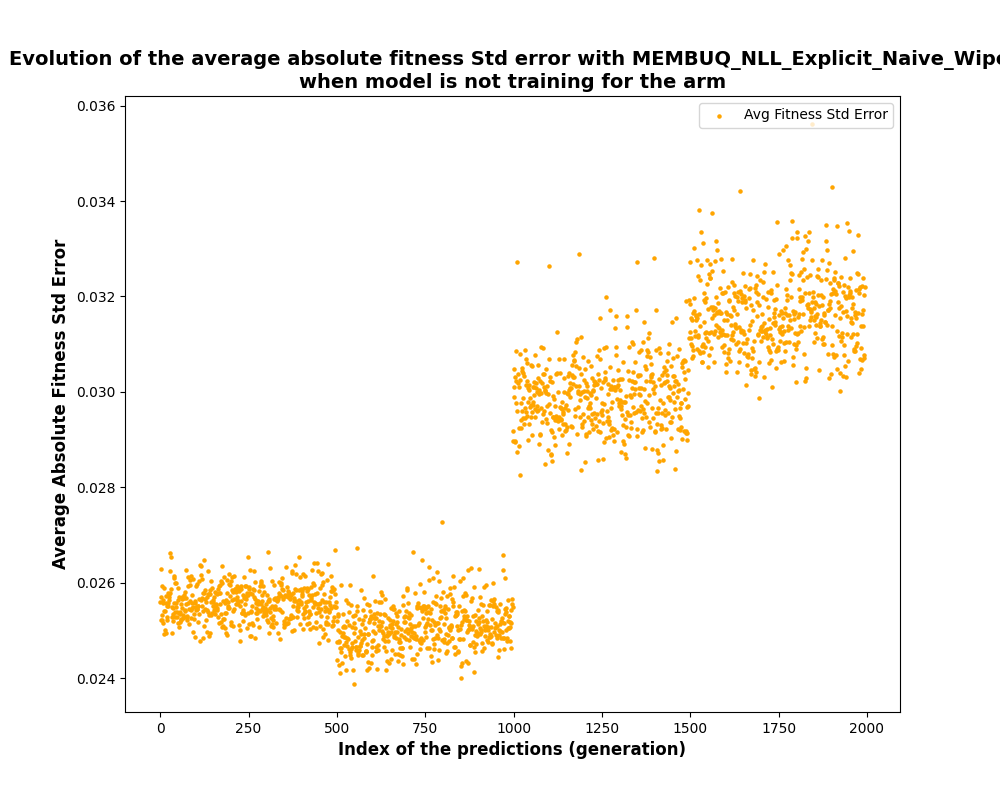 Evolution of the average absolute fitness Std error with MEMBUQ_NLL_Explicit_Naive_Wipe
when model is not training for the arm
Avg Fitness Std Error
0.036
0.034
0.032
0.030
0.028
0.026
0.024
Average Absolute Fitness Std Error
0 250 500 750 1000 1250 1500 1750 2000
Index of the predictions (generation)